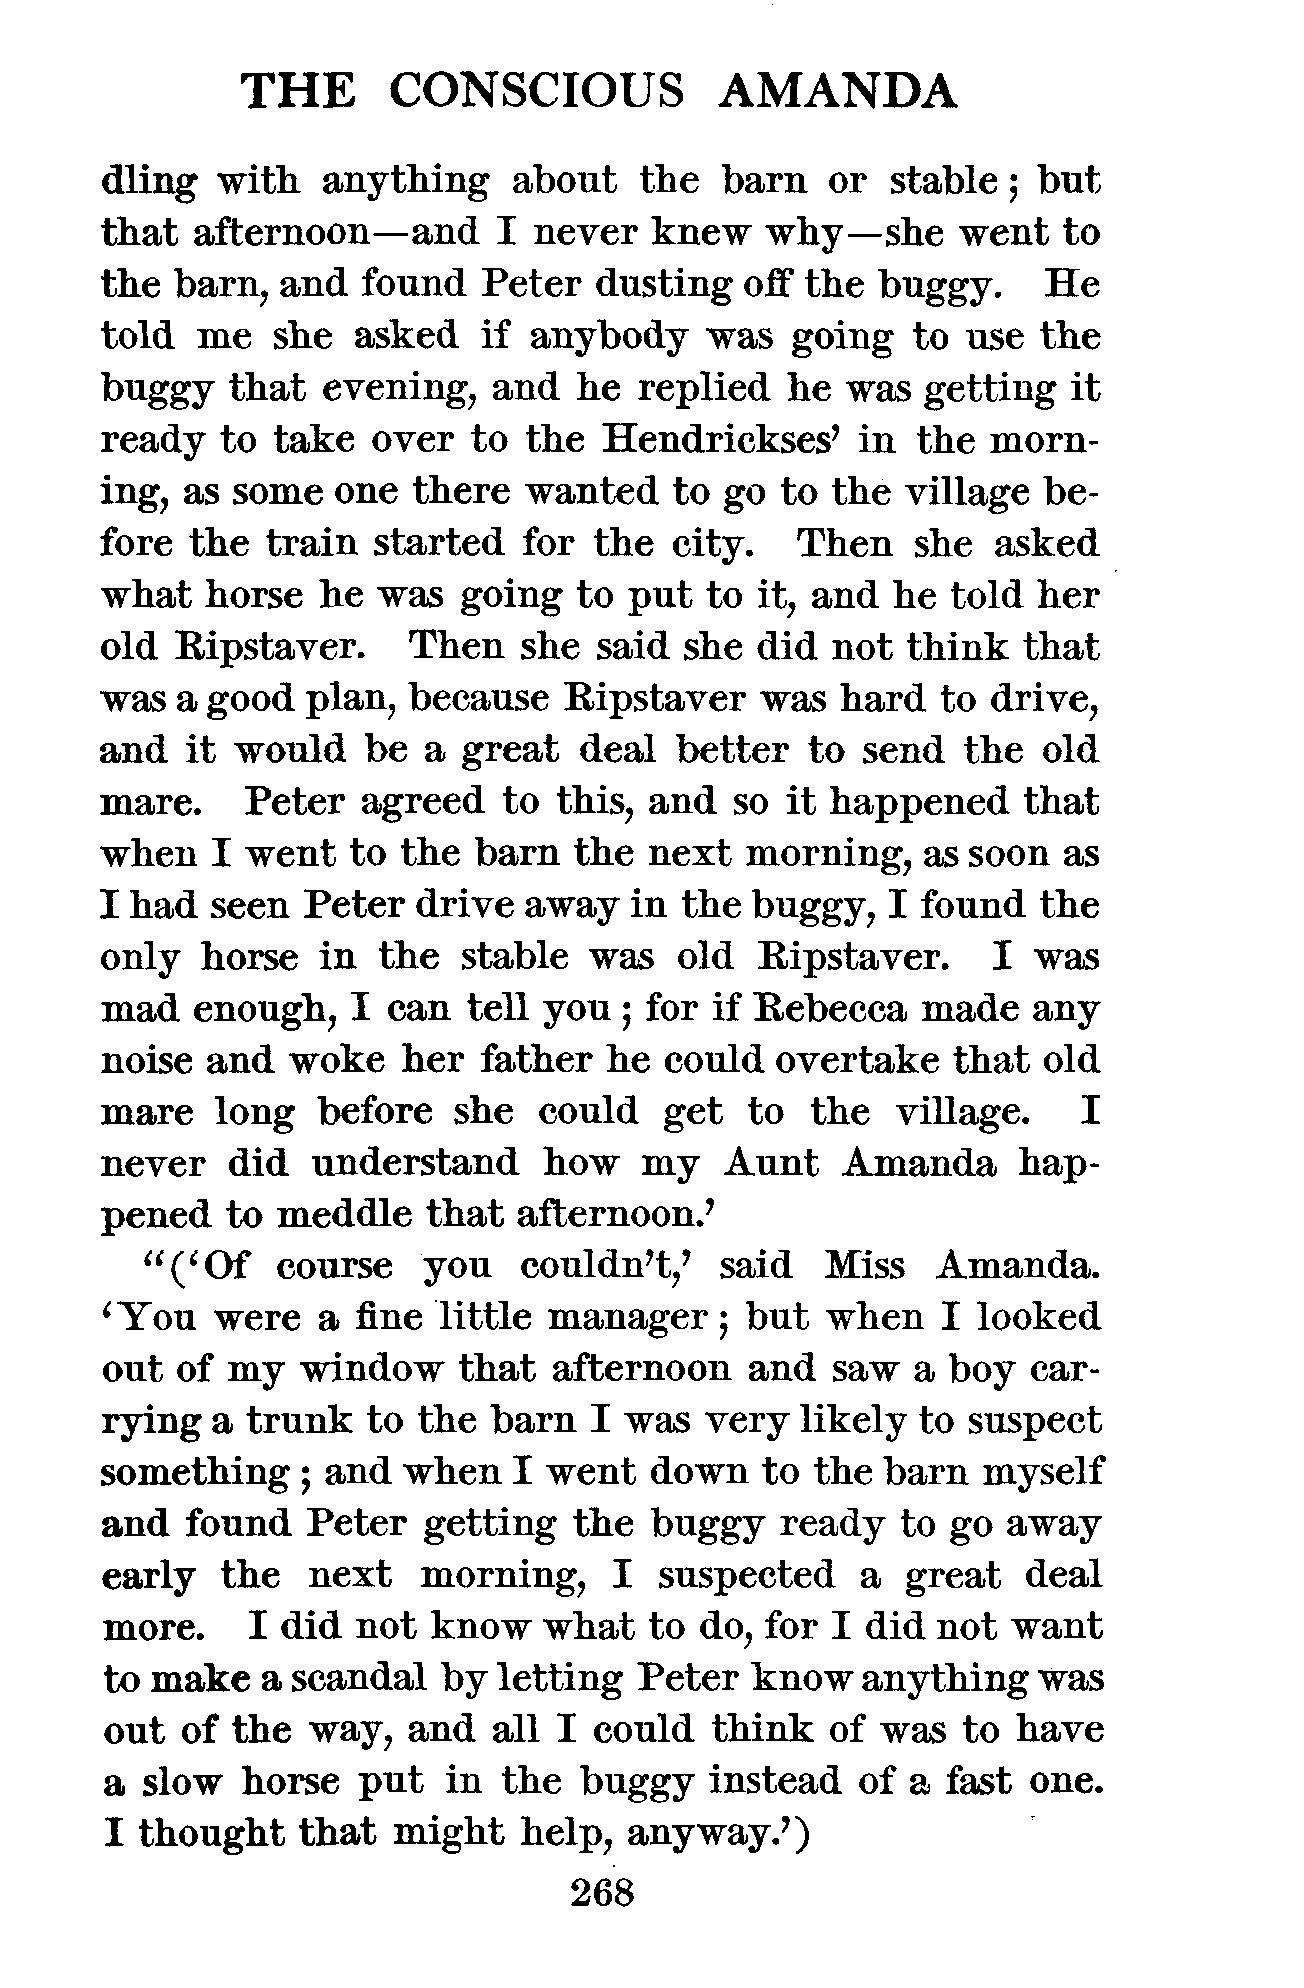 THE CONSCIOUS AMANDA
dling with anything about the barn or stable; but
that afternoon—and I never knew why—she went to
the barn, and found Peter dusting off the buggy. He
told me she asked if anybody was going to use the
buggy that evening, and he replied he was getting it
ready to take over to the Hendrickses' in the morn-
ing, as some one there wanted to go to the village be-
fore the train started for the city. Then she asked
what horse he was going to put to it, and he told her
old Ripstaver. Then she said she did not think that
was a good plan, because Ripstaver was hard to drive,
and it would be a great deal better to send the old
mare. Peter agreed to this, and so it happened that
when I went to the barn the next morning, as soon as
I had seen Peter drive away in the buggy, I found the
only horse in the stable was old Ripstaver. I was
mad enough, I can tell you; for if Rebecca made any
noise and woke her father he could overtake that old
mare long before she could get to the village. I
never did understand how my Aunt Amanda hap-
pened to meddle that afternoon.'
"('Of course you couldn't,' said Miss Amanda.
'You were a fine little manager; but when I looked
out of my window that afternoon and saw a boy car-
rying a trunk to the barn I was very likely to suspect
something; and when I went down to the barn myself
and found Peter getting the buggy ready to go away
early the next morning, I suspected a great deal
more. I did not know what to do, for I did not want
to make a scandal by letting Peter know anything was
out of the way, and all I could think of was to have
a slow horse put in the buggy instead of a fast one.
I thought that might help, anyway.')
268